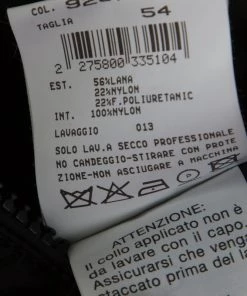 COL.
TAGLIA 54
2 275800 335104
EST. 56%LANA
22%NYLON
22%F.POLIURETANIC
INT. 100%NYLON
LAVAGGIO 013
SOLO LAV.A SECCO PROFESSIONALE
NO CANDEGGIO-STIRARE CON PROTE
ZIONE-NON ASCIUGARE A MACCHINA
ATTENZIONE:
Il collo applicato non è
da lavare con il capo.
Assicurarsi che venga
staccato prima del la